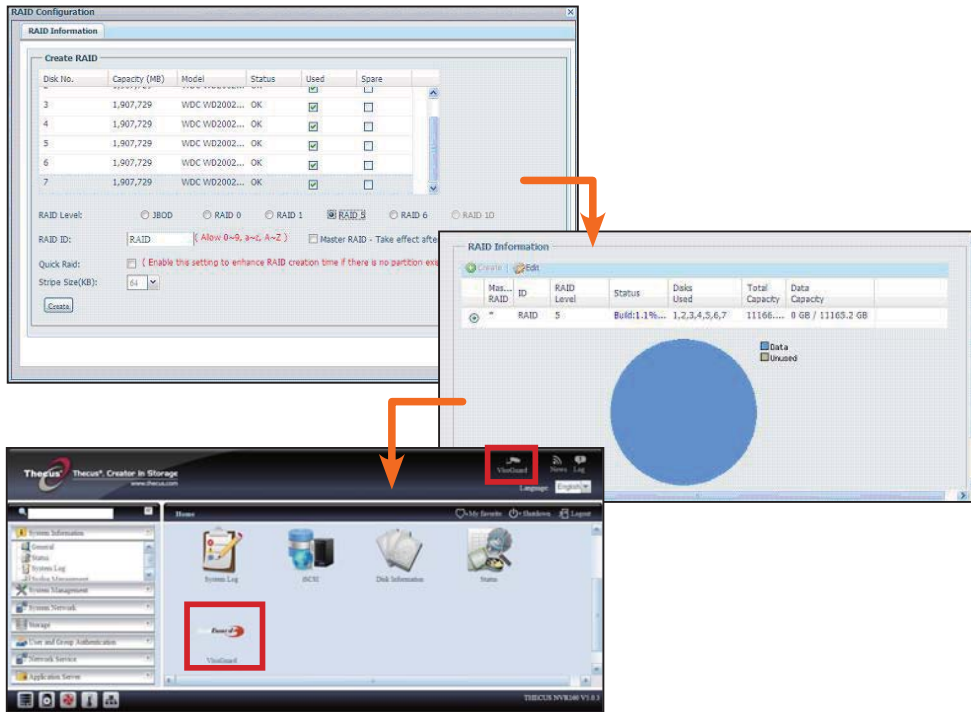 RAID Configuration
RAID Information
Create RAID
Disk No. Capacity (MB) Model Status Used Spare
3 1,907,729 WDC WD2002... OK
4 1,907,729 WDC WD2002... OK
5 1,907,729 WDC WD2002... OK
6 1,907,729 WDC WD2002... OK
7 1,907,729 WDC WD2002... OK
RAID Level: JBOD RAID 0 RAID 1 RAID 5 RAID 6 RAID 10
RAID ID: RAID ( Allow 0~9, a~z, A~Z ) Master RAID - Take effect afte
Quick Raid: ( Enable this setting to enhance RAID creation time if there is no partition exis
Stripe Size(KB): 64
Create
RAID Information
Create Edit
Mas... RAID ID RAID Level Status Disks Used Total Capacity Data Capacity
* RAID 5 Build:1.1%... 1,2,3,4,5,6,7 11166.... 0 GB / 11165.2 GB
Data
Unused
Thecus Thecus®. Creator in Storage
www.thecus.com
VisoGuard News Log
Language English
Home My favorite Shutdown Logout
System Information
General
Status
System Log
System Management
System Network
Storage
User and Group Authentication
Network Service
Application Server
System Log iSCSI Disk Information Status
VisoGuard